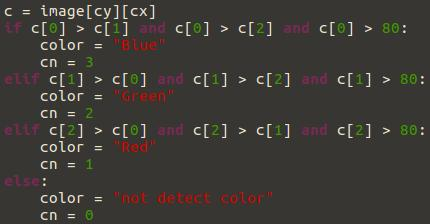 c = image[cy][cx]
if c[0] > c[1] and c[0] > c[2] and c[0] > 80:
    color = "Blue"
    cn = 3
elif c[1] > c[0] and c[1] > c[2] and c[1] > 80:
    color = "Green"
    cn = 2
elif c[2] > c[0] and c[2] > c[1] and c[2] > 80:
    color = "Red"
    cn = 1
else:
    color = "not detect color"
    cn = 0